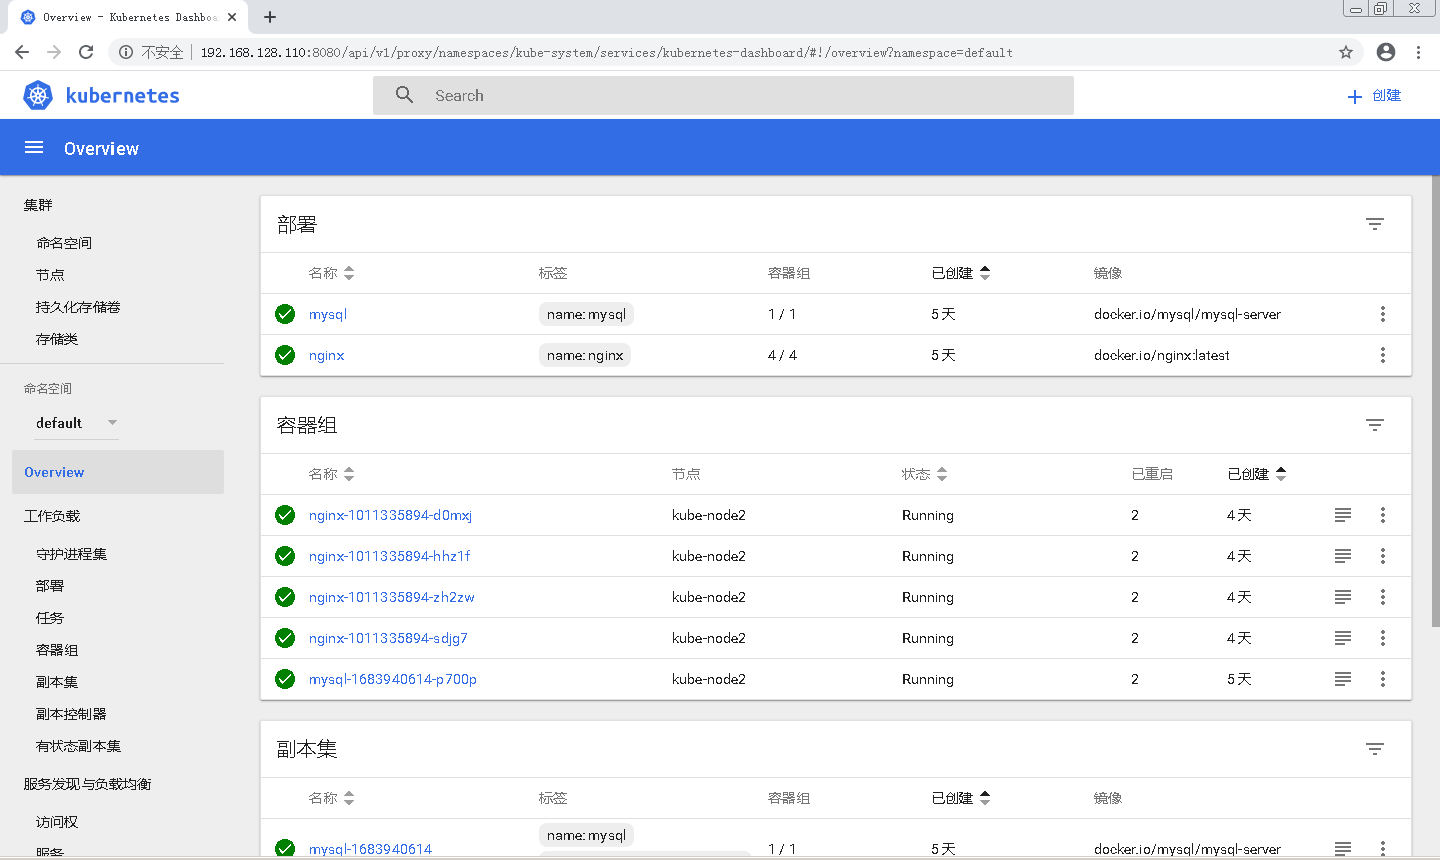 Overview - Kubernetes Dashboa
不安全 192.168.128.110:8080/api/v1/proxy/namespaces/kube-system/services/kubernetes-dashboard/#!/overview?namespace=default
kubernetes
Search
创建
Overview
集群
命名空间
节点
持久化存储卷
存储类
命名空间
default
Overview
工作负载
守护进程集
部署
任务
容器组
副本集
副本控制器
有状态副本集
服务发现与负载均衡
访问权
服务
部署
名称 标签 容器组 已创建 镜像
mysql name: mysql 1 / 1 5 天 docker.io/mysql/mysql-server
nginx name: nginx 4 / 4 5 天 docker.io/nginx:latest
容器组
名称 节点 状态 已重启 已创建
nginx-1011335894-d0mxj kube-node2 Running 2 4 天
nginx-1011335894-hhz1f kube-node2 Running 2 4 天
nginx-1011335894-zh2zw kube-node2 Running 2 4 天
nginx-1011335894-sdjg7 kube-node2 Running 2 4 天
mysql-1683940614-p700p kube-node2 Running 2 5 天
副本集
名称 标签 容器组 已创建 镜像
name: mysql
mysql-1683940614 1 / 1 5 天 docker.io/mysql/mysql-server